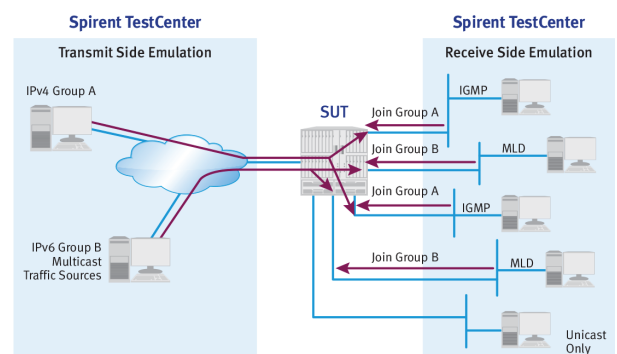 Spirent TestCenter
Transmit Side Emulation
IPv4 Group A
IPv6 Group B
Multicast
Traffic Sources
SUT
Spirent TestCenter
Receive Side Emulation
Join Group A
IGMP
Join Group B
MLD
Join Group A
IGMP
Join Group B
MLD
Unicast
Only